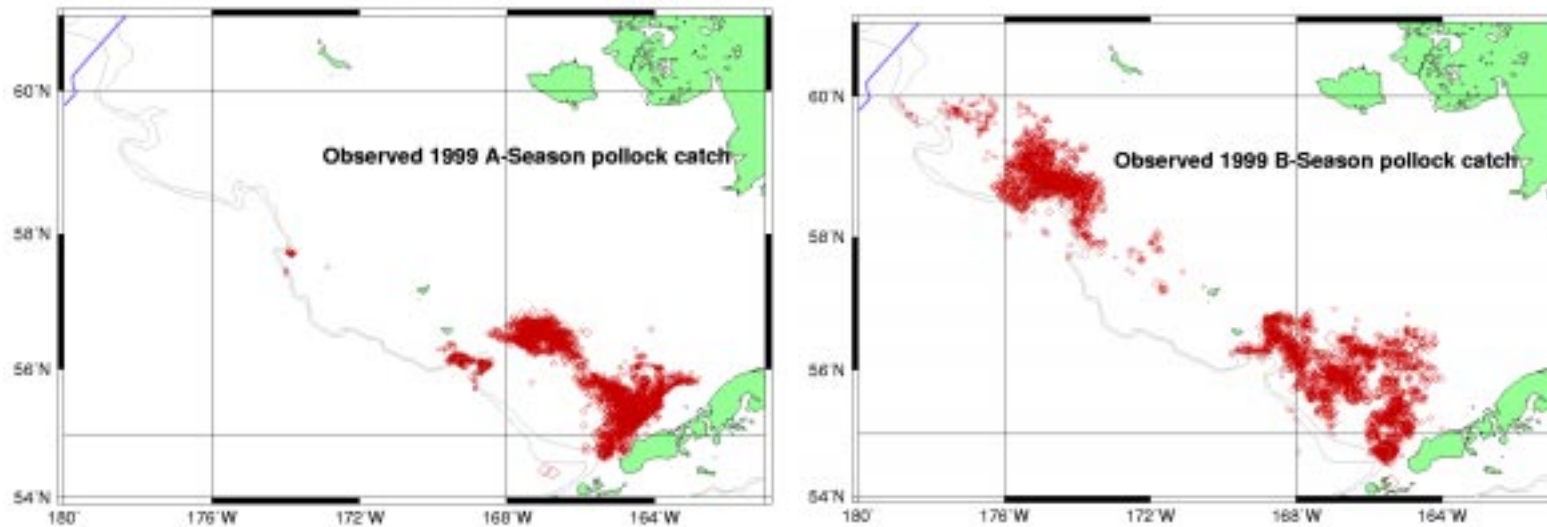 60°N
Observed 1999 A-Season pollock catch
58°N
56°N
54°N
180°
176°W
172°W
168°W
164°W
60°N
Observed 1999 B-Season pollock catch
58°N
56°N
54°N
180°
176°W
172°W
168°W
164°W